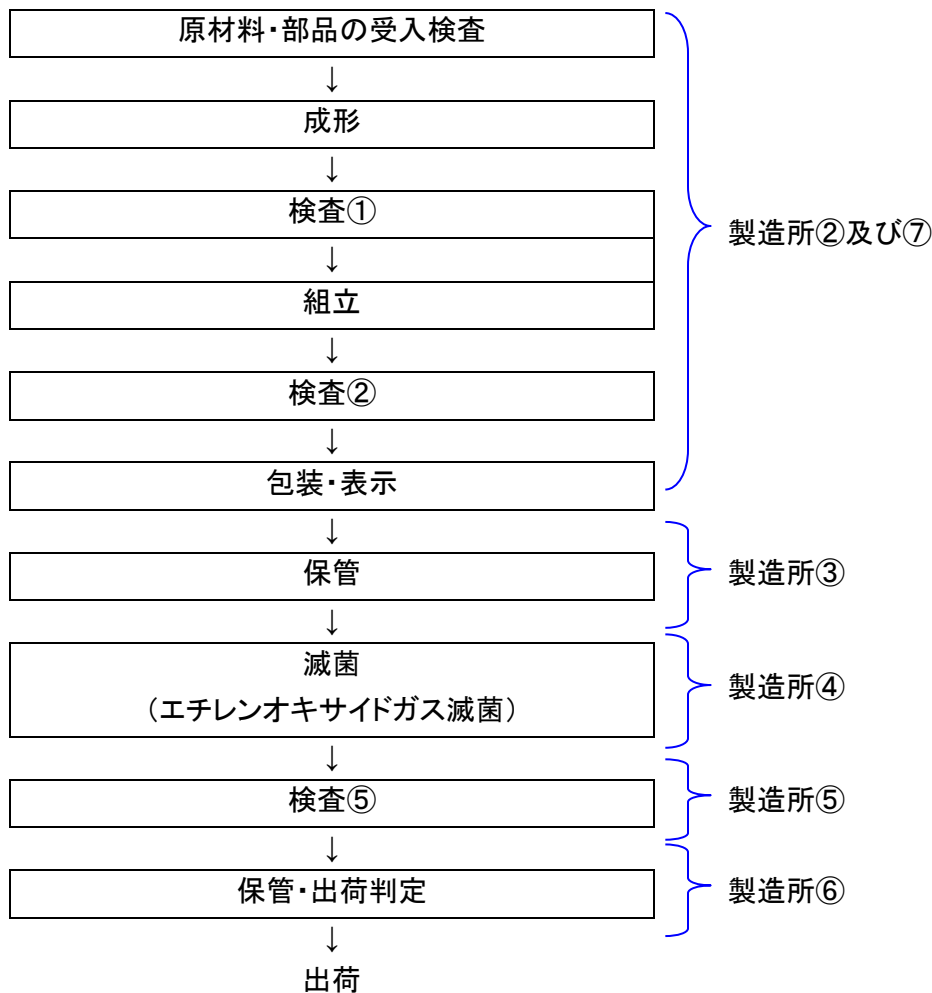 原材料・部品の受入検査
↓
成形
↓
検査①
↓
組立
↓
検査②
↓
包装・表示
製造所②及び⑦
↓
保管
製造所③
↓
滅菌
(エチレンオキサイドガス滅菌)
製造所④
↓
検査⑤
製造所⑤
↓
保管・出荷判定
製造所⑥
↓
出荷